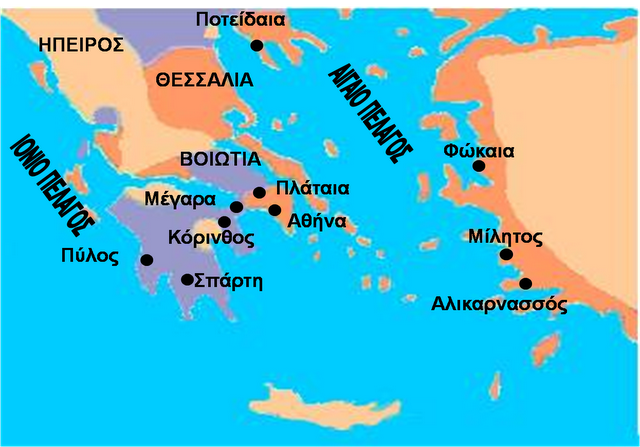 Ποτείδαια
ΗΠΕΙΡΟΣ
ΘΕΣΣΑΛΙΑ
ΑΙΓΑΙΟ ΠΕΛΑΓΟΣ
ΙΟΝΙΟ ΠΕΛΑΓΟΣ
ΒΟΙΩΤΙΑ
Φώκαια
Πλάταια
Μέγαρα
Αθήνα
Κόρινθος
Μίλητος
Πύλος
Σπάρτη
Αλικαρνασσός